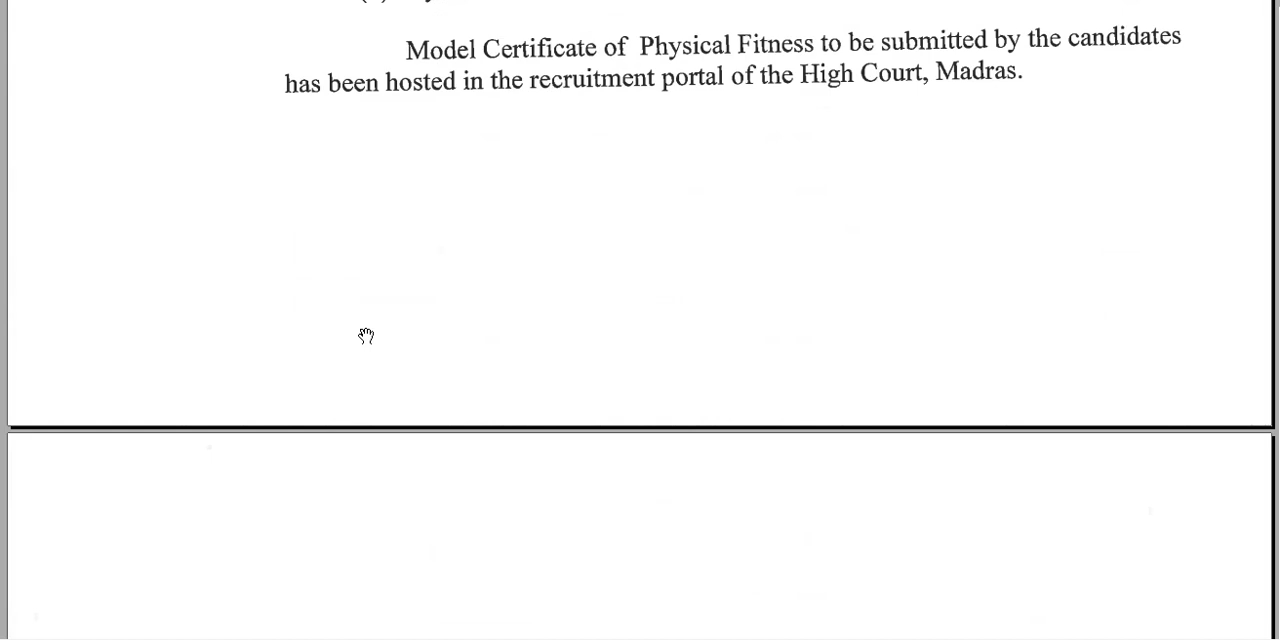 Model Certificate of Physical Fitness to be submitted by the candidates
has been hosted in the recruitment portal of the High Court, Madras.